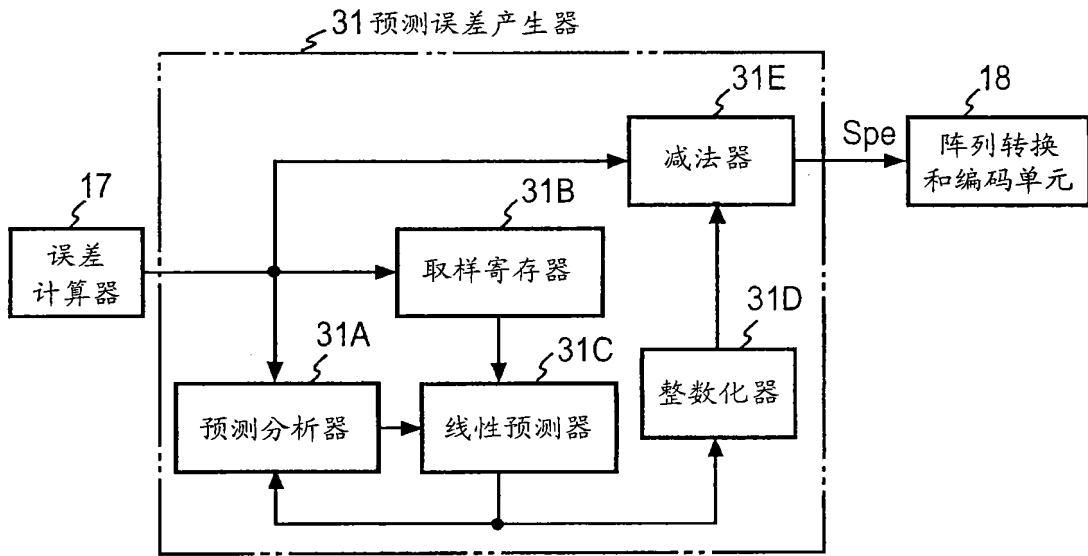 31 预测误差产生器
31E
减法器
Spe
18
阵列转换
和编码单元
17
误差
计算器
31B
取样寄存器
31D
整数化器
31A
预测分析器
31C
线性预测器